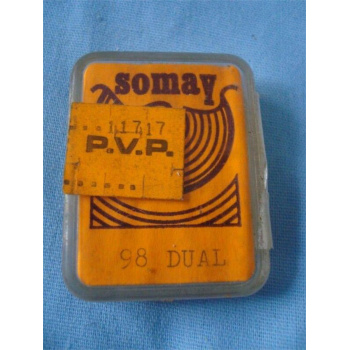 somay
11717
P.V.P.
98 DUAL